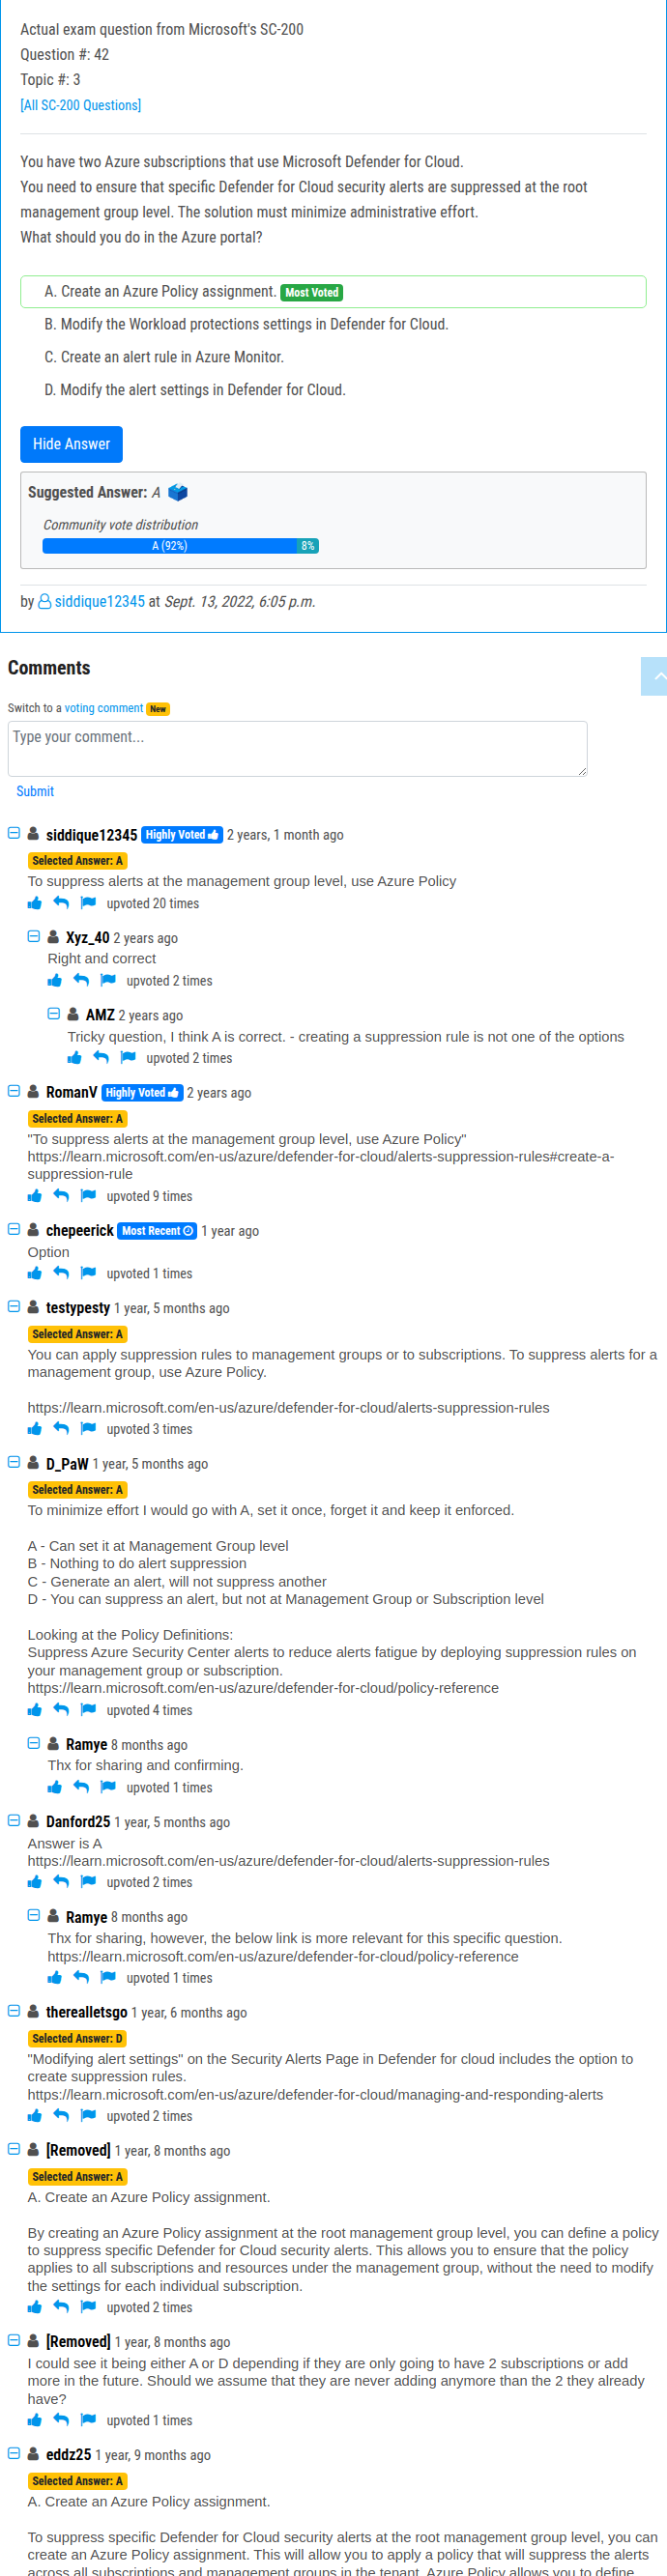 Actual exam question from Microsoft's SC-200
Question #: 42
Topic #: 3
[All SC-200 Questions]
You have two Azure subscriptions that use Microsoft Defender for Cloud.
You need to ensure that specific Defender for Cloud security alerts are suppressed at the root
management group level. The solution must minimize administrative effort.
What should you do in the Azure portal?
A. Create an Azure Policy assignment. Most Voted
B. Modify the Workload protections settings in Defender for Cloud.
C. Create an alert rule in Azure Monitor.
D. Modify the alert settings in Defender for Cloud.
Hide Answer
Suggested Answer: A
Community vote distribution
A (92%) 8%
by siddique12345 at Sept. 13, 2022, 6:05 p.m.
Comments
Switch to a voting comment New
Type your comment...
Submit
siddique12345 Highly Voted 2 years, 1 month ago
Selected Answer: A
To suppress alerts at the management group level, use Azure Policy
upvoted 20 times
Xyz_40 2 years ago
Right and correct
upvoted 2 times
AMZ 2 years ago
Tricky question, I think A is correct. - creating a suppression rule is not one of the options
upvoted 2 times
RomanV Highly Voted 2 years ago
Selected Answer: A
"To suppress alerts at the management group level, use Azure Policy"
https://learn.microsoft.com/en-us/azure/defender-for-cloud/alerts-suppression-rules#create-a-
suppression-rule
upvoted 9 times
chepeerick Most Recent 1 year ago
Option
upvoted 1 times
testypesty 1 year, 5 months ago
Selected Answer: A
You can apply suppression rules to management groups or to subscriptions. To suppress alerts for a
management group, use Azure Policy.
https://learn.microsoft.com/en-us/azure/defender-for-cloud/alerts-suppression-rules
upvoted 3 times
D_PaW 1 year, 5 months ago
Selected Answer: A
To minimize effort I would go with A, set it once, forget it and keep it enforced.
A - Can set it at Management Group level
B - Nothing to do alert suppression
C - Generate an alert, will not suppress another
D - You can suppress an alert, but not at Management Group or Subscription level
Looking at the Policy Definitions:
Suppress Azure Security Center alerts to reduce alerts fatigue by deploying suppression rules on
your management group or subscription.
https://learn.microsoft.com/en-us/azure/defender-for-cloud/policy-reference
upvoted 4 times
Ramye 8 months ago
Thx for sharing and confirming.
upvoted 1 times
Danford25 1 year, 5 months ago
Answer is A
https://learn.microsoft.com/en-us/azure/defender-for-cloud/alerts-suppression-rules
upvoted 2 times
Ramye 8 months ago
Thx for sharing, however, the below link is more relevant for this specific question.
https://learn.microsoft.com/en-us/azure/defender-for-cloud/policy-reference
upvoted 1 times
therealletsgo 1 year, 6 months ago
Selected Answer: D
"Modifying alert settings" on the Security Alerts Page in Defender for cloud includes the option to
create suppression rules.
https://learn.microsoft.com/en-us/azure/defender-for-cloud/managing-and-responding-alerts
upvoted 2 times
[Removed] 1 year, 8 months ago
Selected Answer: A
A. Create an Azure Policy assignment.
By creating an Azure Policy assignment at the root management group level, you can define a policy
to suppress specific Defender for Cloud security alerts. This allows you to ensure that the policy
applies to all subscriptions and resources under the management group, without the need to modify
the settings for each individual subscription.
upvoted 2 times
[Removed] 1 year, 8 months ago
I could see it being either A or D depending if they are only going to have 2 subscriptions or add
more in the future. Should we assume that they are never adding anymore than the 2 they already
have?
upvoted 1 times
eddz25 1 year, 9 months ago
Selected Answer: A
A. Create an Azure Policy assignment.
To suppress specific Defender for Cloud security alerts at the root management group level, you can
create an Azure Policy assignment. This will allow you to apply a policy that will suppress the alerts
across all subscriptions and management groups in the tenant. Azure Policy allows you to define